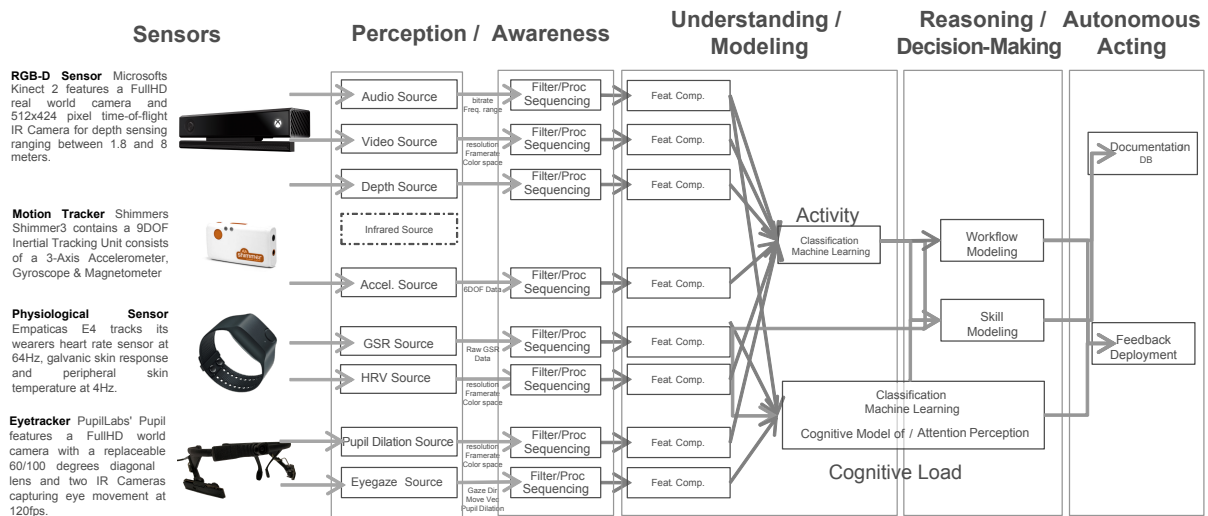 Sensors
Perception / Awareness
Understanding /
Modeling
Reasoning /
Decision-Making
Autonomous
Acting
RGB-D Sensor Microsofts
Kinect 2 features a FullHD
real world camera and
512x424 pixel time-of-flight
IR Camera for depth sensing
ranging between 1.8 and 8
meters.
Motion Tracker Shimmers
Shimmer3 contains a 9DOF
Inertial Tracking Unit consists
of a 3-Axis Accelerometer,
Gyroscope & Magnetometer
shimmer
Physiological Sensor
Empaticas E4 tracks its
wearers heart rate sensor at
64Hz, galvanic skin response
and peripheral skin
temperature at 4Hz.
Eyetracker PupilLabs' Pupil
features a FullHD world
camera with a replaceable
60/100 degrees diagonal
lens and two IR Cameras
capturing eye movement at
120fps.
Audio Source
bitrate
Freq. range
Filter/Proc
Sequencing
Feat. Comp.
Video Source
resolution
Framerate
Color space
Filter/Proc
Sequencing
Feat. Comp.
Depth Source
Filter/Proc
Sequencing
Feat. Comp.
Infrared Source
Accel. Source
6DOF Data
Filter/Proc
Sequencing
Feat. Comp.
GSR Source
Raw GSR
Data
Filter/Proc
Sequencing
Feat. Comp.
HRV Source
resolution
Framerate
Color space
Filter/Proc
Sequencing
Feat. Comp.
Pupil Dilation Source
resolution
Framerate
Color space
Filter/Proc
Sequencing
Feat. Comp.
Eyegaze Source
Gaze Dir
Move Vec
Pupil Dilation
Filter/Proc
Sequencing
Feat. Comp.
Activity
Classification
Machine Learning
Classification
Machine Learning
Cognitive Model of / Attention Perception
Cognitive Load
Workflow
Modeling
Skill
Modeling
Documentation
DB
Feedback
Deployment